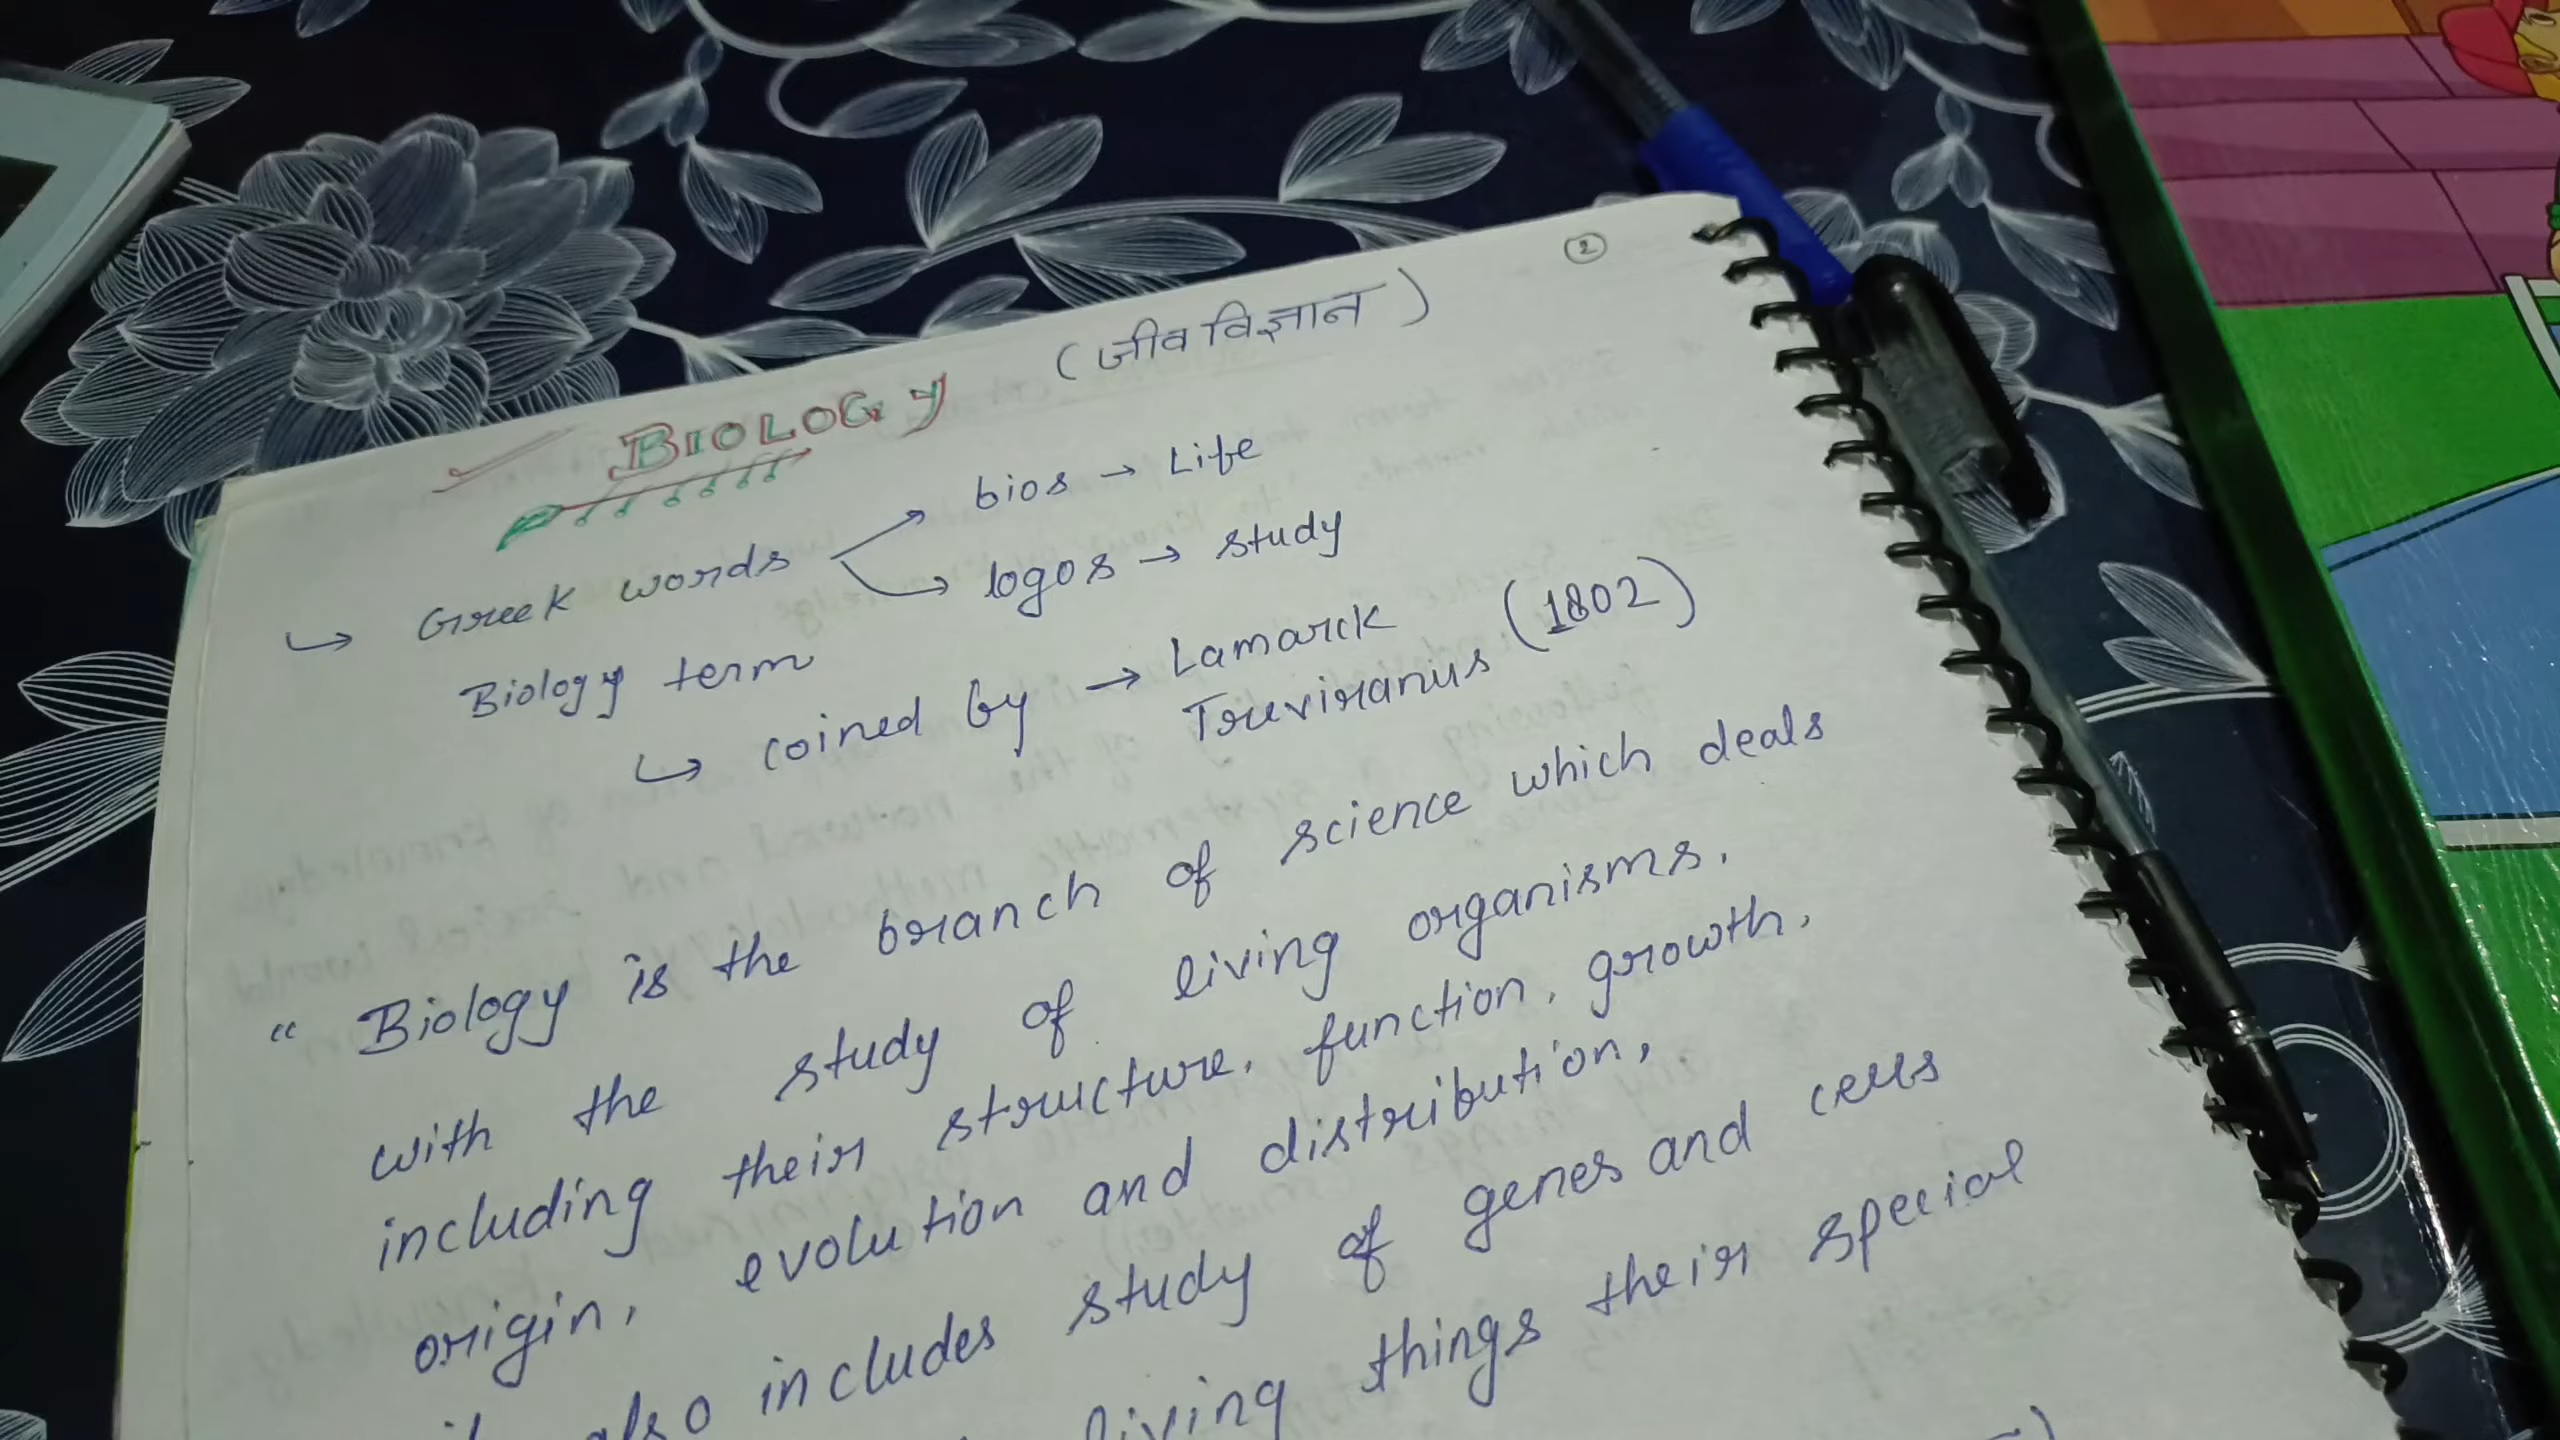 2
BIOLOGY (जीव विज्ञान)
↳ Greek words → bios → Life
→ logos → study
Biology term
↳ coined by → Lamarck (1802)
Treviranus
“ Biology is the branch of science which deals
with the study of living organisms,
including their structure, function, growth,
origin, evolution and distribution,
also includes study of genes and cells
living things their special